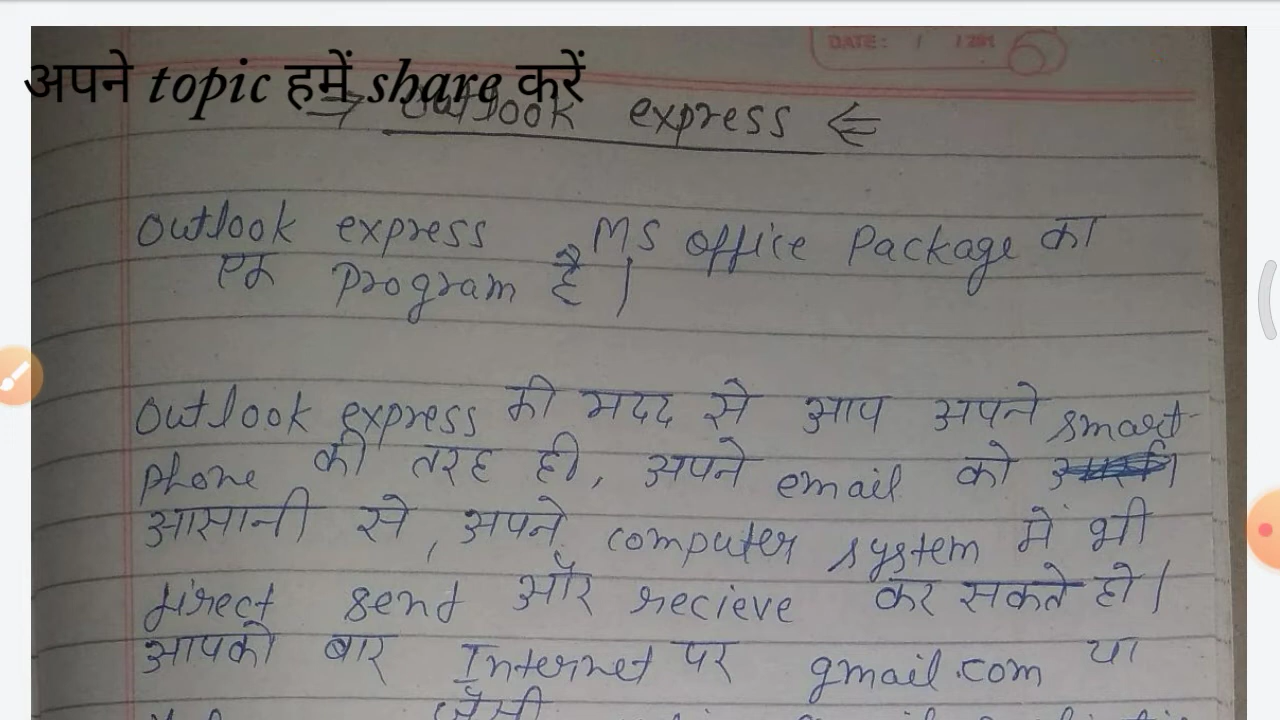 DATE: / / 201
अपने topic हमें share करें
→ outlook express ⇐
outlook express MS office Package का
एक program है।
outlook express की मदद से आप अपने smart-
phone की तरह ही, अपने email को
आसानी से, अपने computer system में भी
direct send और recieve कर सकते हो।
आपको बार Internet पर gmail.com या
जैसी